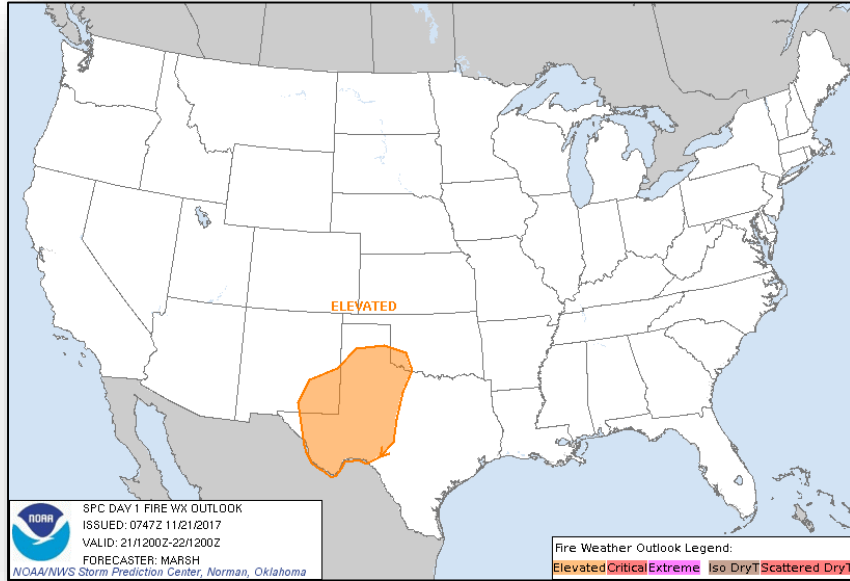 ELEVATED
NOAA
SPC DAY 1 FIRE WX OUTLOOK
ISSUED: 0747Z 11/21/2017
VALID: 21/1200Z-22/1200Z
FORECASTER: MARSH
NOAA/NWS Storm Prediction Center, Norman, Oklahoma
Fire Weather Outlook Legend:
Elevated Critical Extreme Iso DryT Scattered DryT